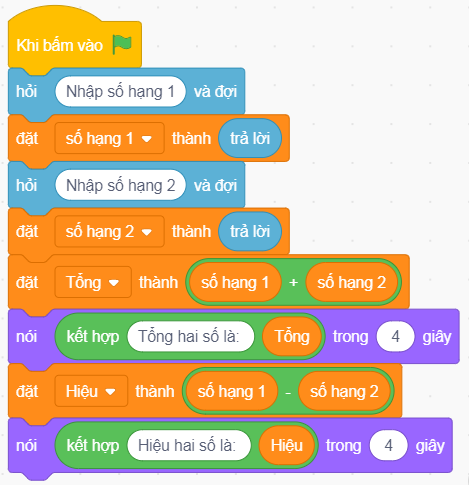 Khi bấm vào
hỏi Nhập số hạng 1 và đợi
đặt số hạng 1 thành trả lời
hỏi Nhập số hạng 2 và đợi
đặt số hạng 2 thành trả lời
đặt Tổng thành số hạng 1 + số hạng 2
nói kết hợp Tổng hai số là: Tổng trong 4 giây
đặt Hiệu thành số hạng 1 - số hạng 2
nói kết hợp Hiệu hai số là: Hiệu trong 4 giây